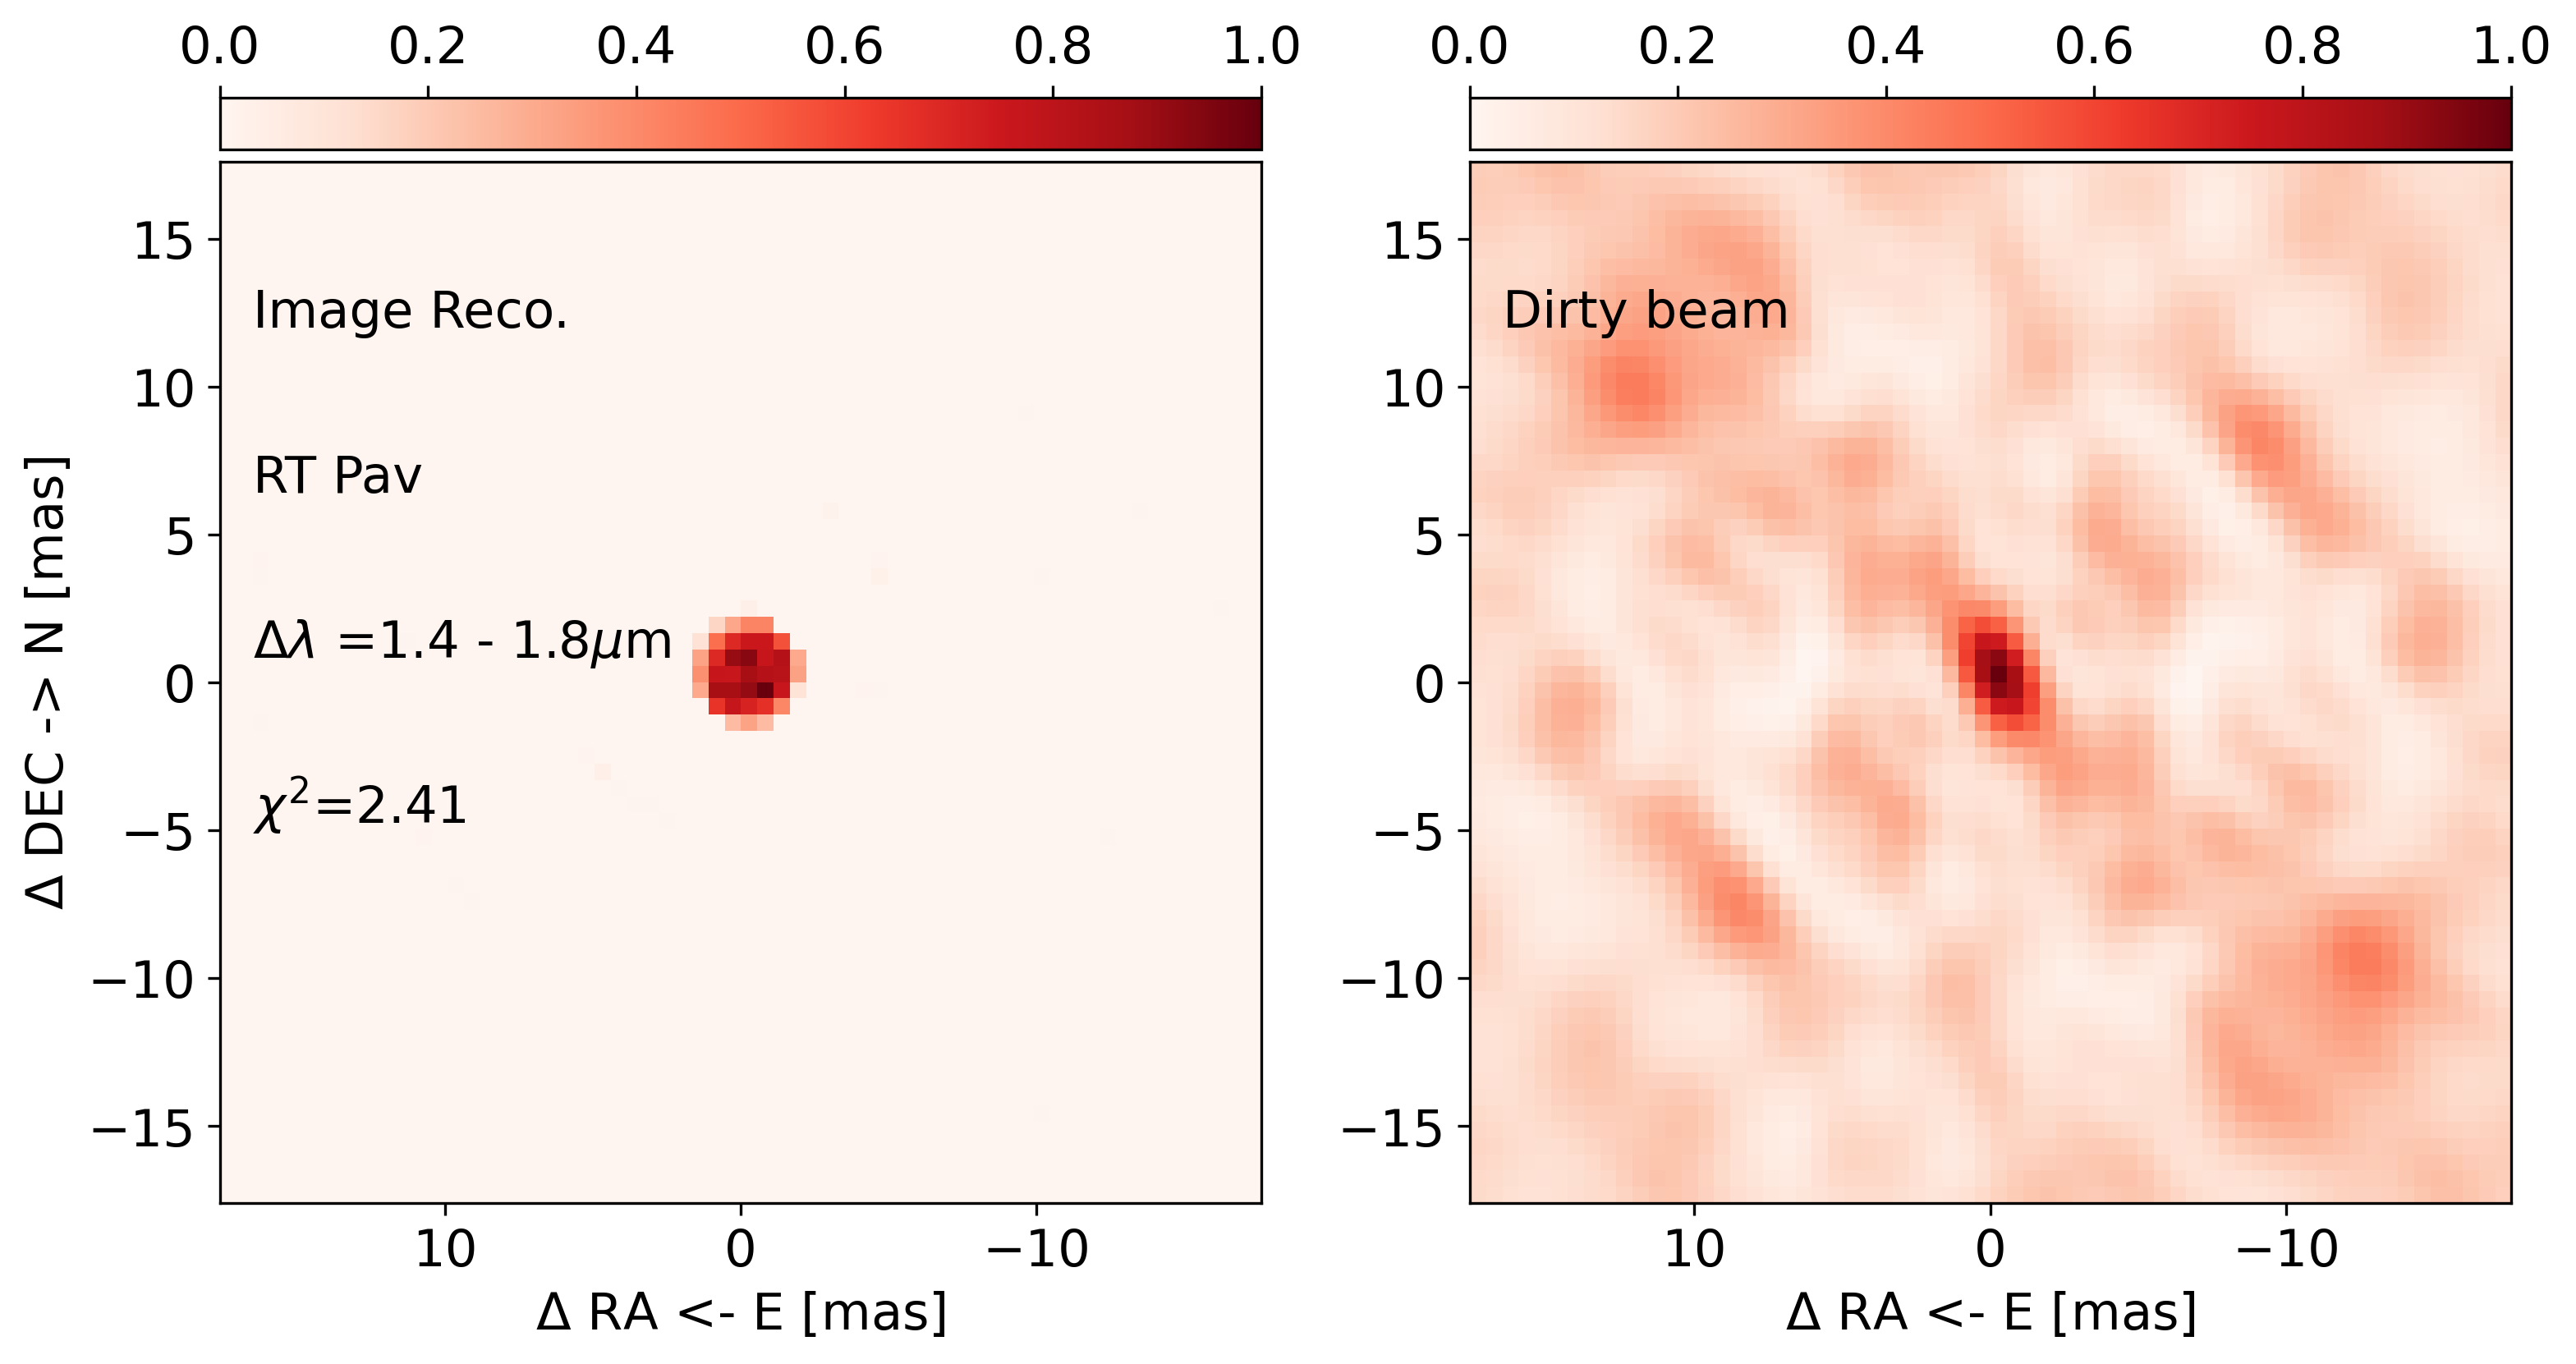 0.0 0.2 0.4 0.6 0.8 1.0
0.0 0.2 0.4 0.6 0.8 1.0
Δ DEC -> N [mas]
15
10
5
0
−5
−10
−15
Image Reco.
RT Pav
Δλ =1.4 - 1.8μm
χ²=2.41
10 0 −10
Δ RA <- E [mas]
15
10
5
0
−5
−10
−15
Dirty beam
10 0 −10
Δ RA <- E [mas]